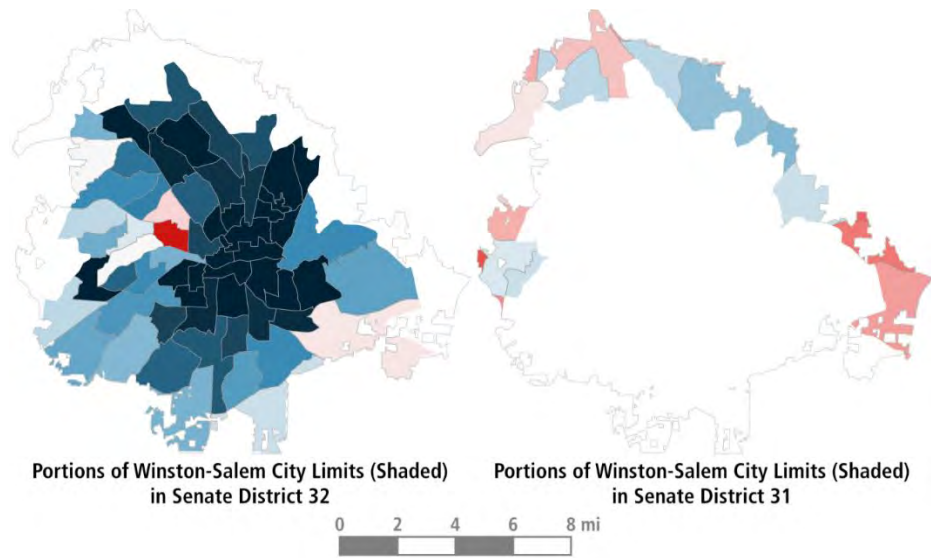 Portions of Winston-Salem City Limits (Shaded)
in Senate District 32
Portions of Winston-Salem City Limits (Shaded)
in Senate District 31
0 2 4 6 8 mi